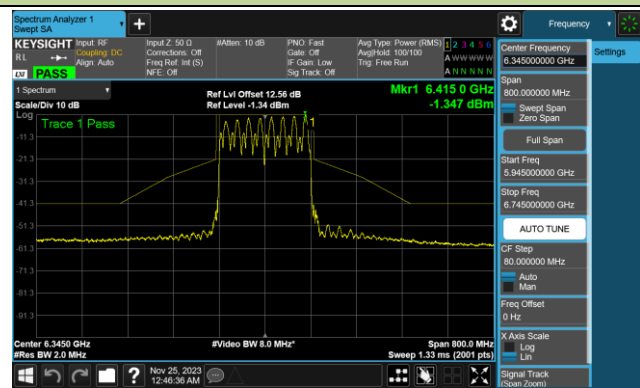 Spectrum Analyzer 1
Swept SA
Frequency
KEYSIGHT
RL
LXI
PASS
Input: RF
Coupling: DC
Align: Auto
Input Z: 50 Ω
Corrections: Off
Freq Ref: Int (S)
NFE: Off
#Atten: 10 dB
PNO: Fast
Gate: Off
IF Gain: Low
Sig Track: Off
Avg Type: Power (RMS)
Avg|Hold: 100/100
Trig: Free Run
1 2 3 4 5 6
A W W W W W
A N N N N N
1 Spectrum
Scale/Div 10 dB
Ref Lvl Offset 12.56 dB
Ref Level -1.34 dBm
Mkr1 6.415 0 GHz
-1.347 dBm
Log
Trace 1 Pass
1
-11.3
-21.3
-31.3
-41.3
-51.3
-61.3
-71.3
-81.3
-91.3
Center 6.3450 GHz
#Res BW 2.0 MHz
#Video BW 8.0 MHz*
Span 800.0 MHz
Sweep 1.33 ms (2001 pts)
Center Frequency
6.345000000 GHz
Settings
Span
800.000000 MHz
Swept Span
Zero Span
Full Span
Start Freq
5.945000000 GHz
Stop Freq
6.745000000 GHz
AUTO TUNE
CF Step
80.000000 MHz
Auto
Man
Freq Offset
0 Hz
X Axis Scale
Log
Lin
Signal Track
(Span Zoom)
?
Nov 25, 2023
12:46:36 AM